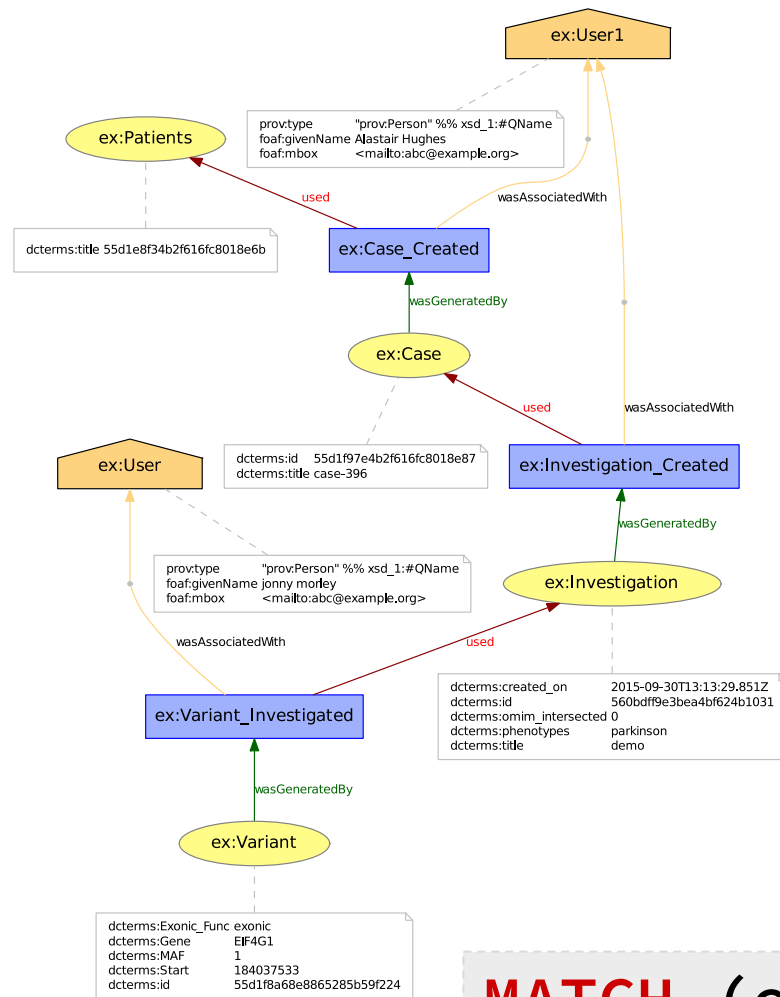 ex:User1
prov:type "prov:Person" %% xsd_1:#QName
foaf:givenName Alastair Hughes
foaf:mbox <mailto:abc@example.org>
ex:Patients
used
wasAssociatedWith
dcterms:title 55d1e8f34b2f616fc8018e6b
ex:Case_Created
wasGeneratedBy
ex:Case
used
wasAssociatedWith
dcterms:id 55d1f97e4b2f616fc8018e87
dcterms:title case-396
ex:User
ex:Investigation_Created
wasGeneratedBy
prov:type "prov:Person" %% xsd_1:#QName
foaf:givenName jonny morley
foaf:mbox <mailto:abc@example.org>
ex:Investigation
wasAssociatedWith
used
dcterms:created_on 2015-09-30T13:13:29.851Z
dcterms:id 560bdff9e3bea4bf624b1031
dcterms:omim_intersected 0
dcterms:phenotypes parkinson
dcterms:title demo
ex:Variant_Investigated
wasGeneratedBy
ex:Variant
dcterms:Exonic_Func exonic
dcterms:Gene EIF4G1
dcterms:MAF 1
dcterms:Start 184037533
dcterms:id 55d1f8a68e8865285b59f224
MATCH (